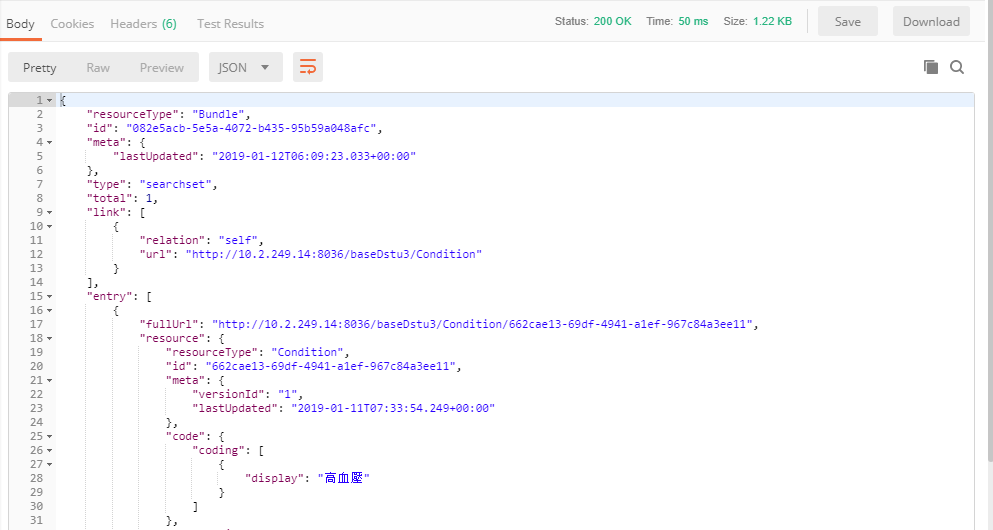 Body Cookies Headers (6) Test Results Status: 200 OK Time: 50 ms Size: 1.22 KB Save Download
Pretty Raw Preview JSON
1 {
2 "resourceType": "Bundle",
3 "id": "082e5acb-5e5a-4072-b435-95b59a048afc",
4 "meta": {
5 "lastUpdated": "2019-01-12T06:09:23.033+00:00"
6 },
7 "type": "searchset",
8 "total": 1,
9 "link": [
10 {
11 "relation": "self",
12 "url": "http://10.2.249.14:8036/baseDstu3/Condition"
13 }
14 ],
15 "entry": [
16 {
17 "fullUrl": "http://10.2.249.14:8036/baseDstu3/Condition/662cae13-69df-4941-a1ef-967c84a3ee11",
18 "resource": {
19 "resourceType": "Condition",
20 "id": "662cae13-69df-4941-a1ef-967c84a3ee11",
21 "meta": {
22 "versionId": "1",
23 "lastUpdated": "2019-01-11T07:33:54.249+00:00"
24 },
25 "code": {
26 "coding": [
27 {
28 "display": "高血壓"
29 }
30 ]
31 },